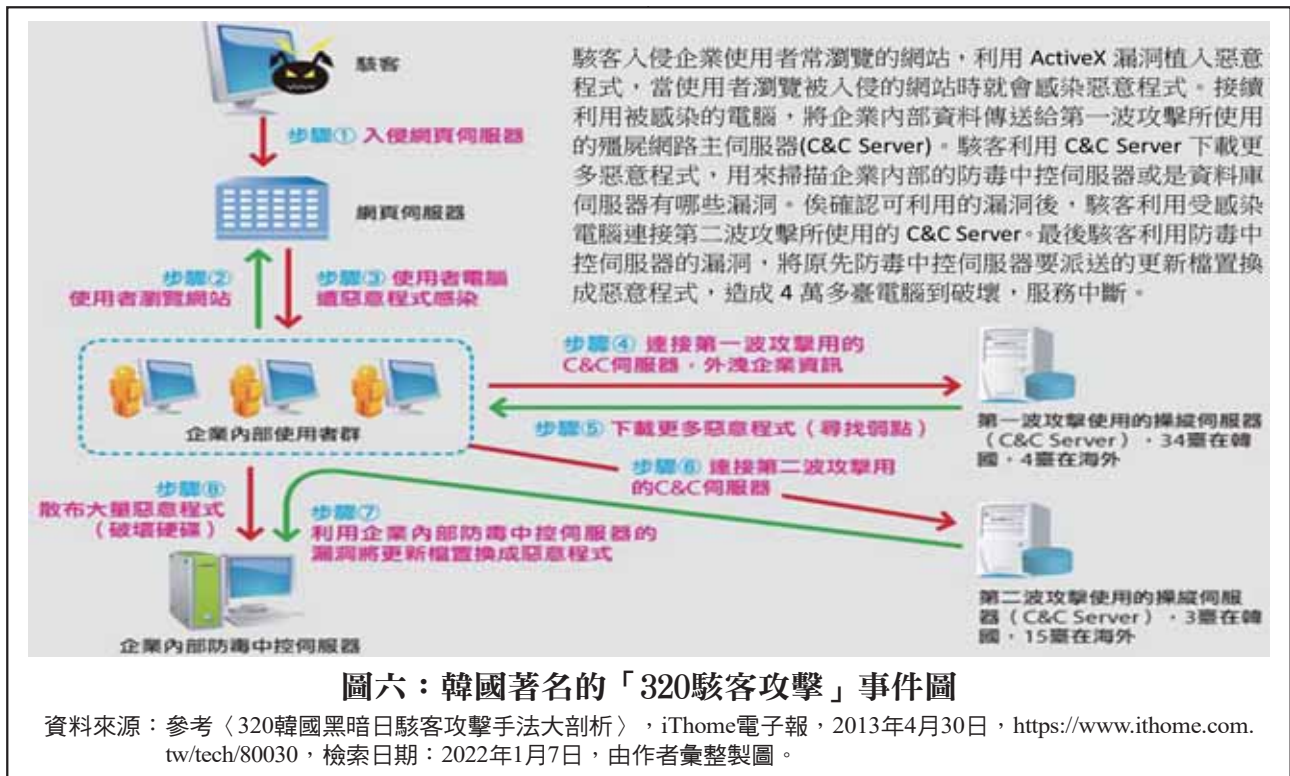 駭客
步驟① 入侵網頁伺服器
網頁伺服器
駭客入侵企業使用者常瀏覽的網站，利用 ActiveX 漏洞植入惡意
程式，當使用者瀏覽被入侵的網站時就會感染惡意程式。接續
利用被感染的電腦，將企業內部資料傳送給第一波攻擊所使用
的殭屍網路主伺服器(C&C Server)。駭客利用 C&C Server 下載更
多惡意程式，用來掃描企業內部的防毒中控伺服器或是資料庫
伺服器有哪些漏洞。俟確認可利用的漏洞後，駭客利用受感染
電腦連接第二波攻擊所使用的 C&C Server。最後駭客利用防毒中
控伺服器的漏洞，將原先防毒中控伺服器要派送的更新檔置換
成惡意程式，造成 4 萬多臺電腦到破壞，服務中斷。
步驟②
使用者瀏覽網站
步驟③ 使用者電腦
遭惡意程式感染
企業內部使用者群
步驟④ 連接第一波攻擊用的
C&C伺服器，外洩企業資訊
步驟⑤ 下載更多惡意程式（尋找弱點）
第一波攻擊使用的操縱伺服器
（C&C Server），34臺在韓
國，4臺在海外
步驟⑥ 連接第二波攻擊用
的C&C伺服器
步驟⑧
散布大量惡意程式
（破壞硬碟）
步驟⑦
利用企業內部防毒中控伺服器的
漏洞將更新檔置換成惡意程式
企業內部防毒中控伺服器
第二波攻擊使用的操縱伺服
器（C&C Server），3臺在韓
國，15臺在海外
圖六：韓國著名的「320駭客攻擊」事件圖
資料來源：參考〈320韓國黑暗日駭客攻擊手法大剖析〉，iThome電子報，2013年4月30日，https://www.ithome.com.
tw/tech/80030，檢索日期：2022年1月7日，由作者彙整製圖。